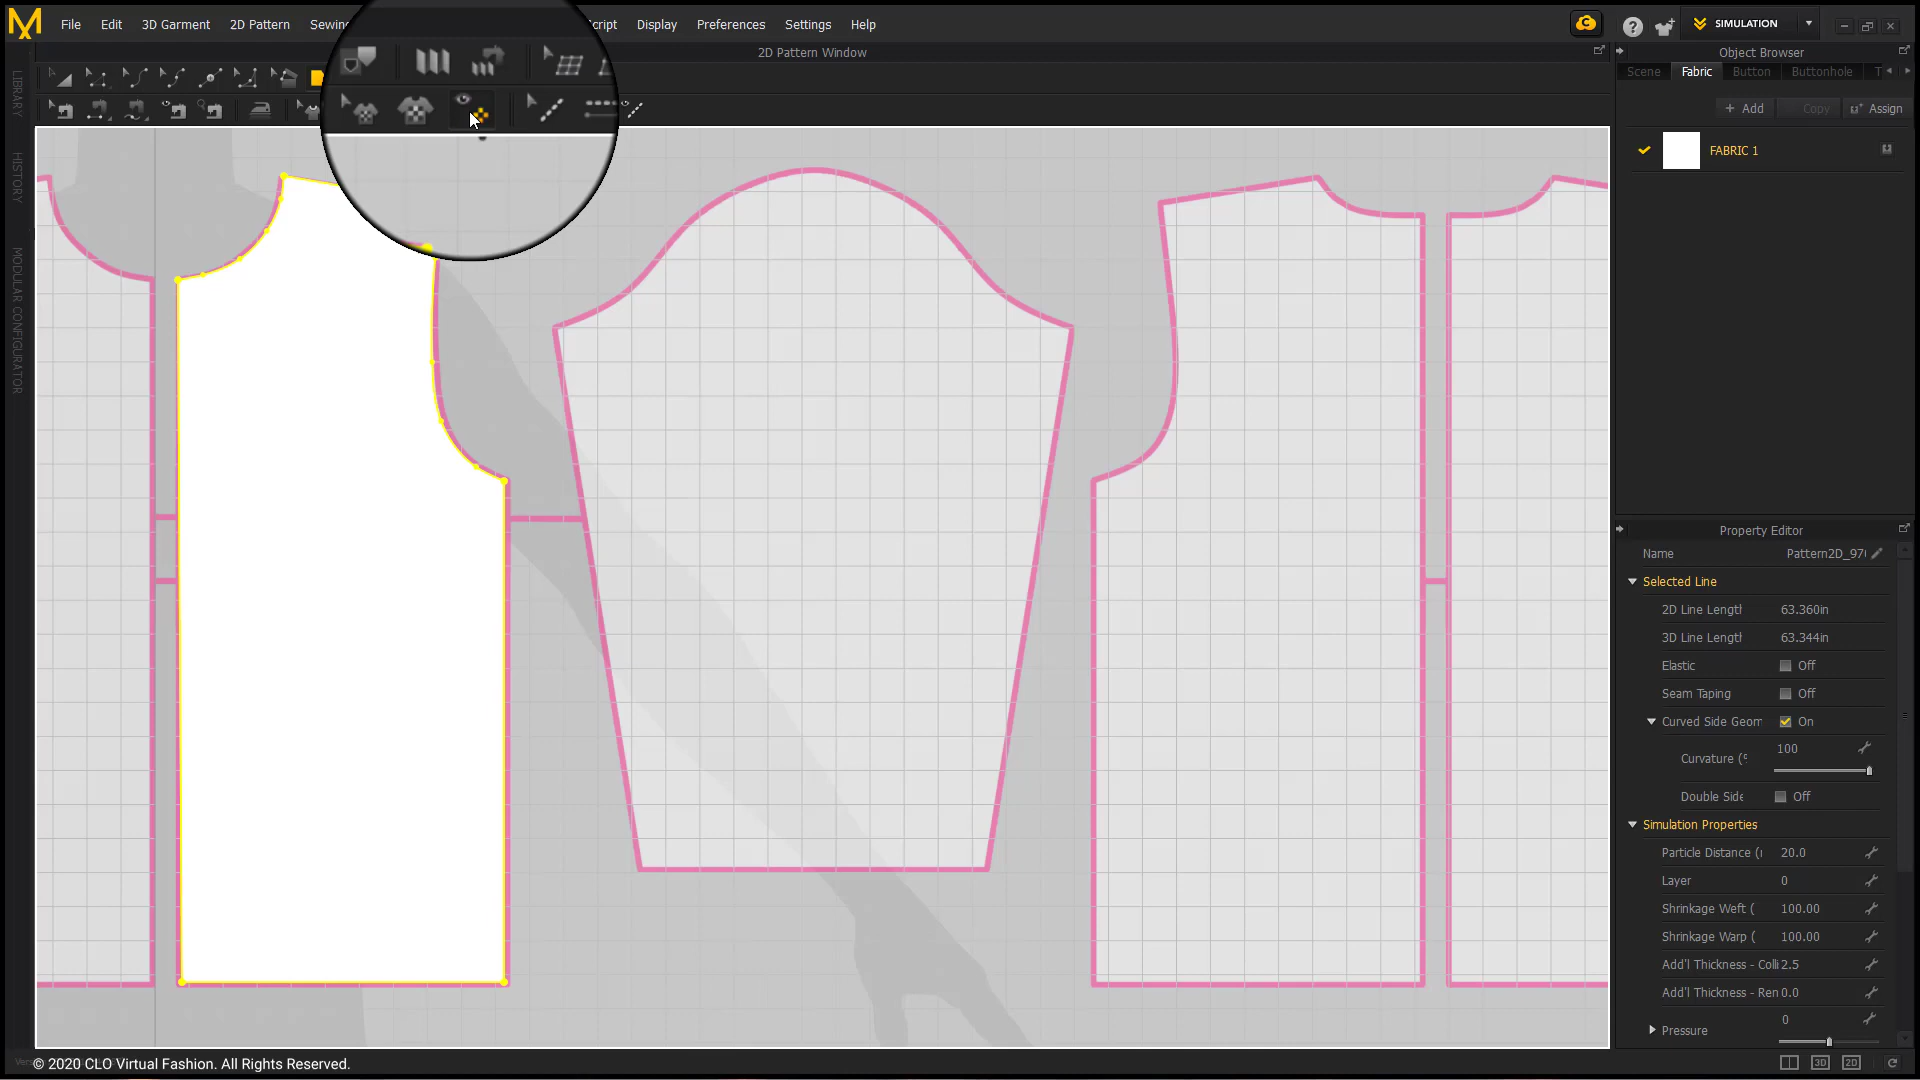 File Edit 3D Garment 2D Pattern Sewin cript Display Preferences Settings Help
SIMULATION
2D Pattern Window
Object Browser
Scene Fabric Button Buttonhole T
+ Add Copy Assign
FABRIC 1
LIBRARY
HISTORY
MODULAR CONFIGURATOR
Property Editor
Name Pattern2D_97(
Selected Line
2D Line Lengtl 63.360in
3D Line Lengtl 63.344in
Elastic Off
Seam Taping Off
Curved Side Geom On
Curvature (º 100
Double Side Off
Simulation Properties
Particle Distance (ı 20.0
Layer 0
Shrinkage Weft ( 100.00
Shrinkage Warp ( 100.00
Add'l Thickness - Colli 2.5
Add'l Thickness - Ren 0.0
Pressure 0
© 2020 CLO Virtual Fashion. All Rights Reserved.
3D 2D